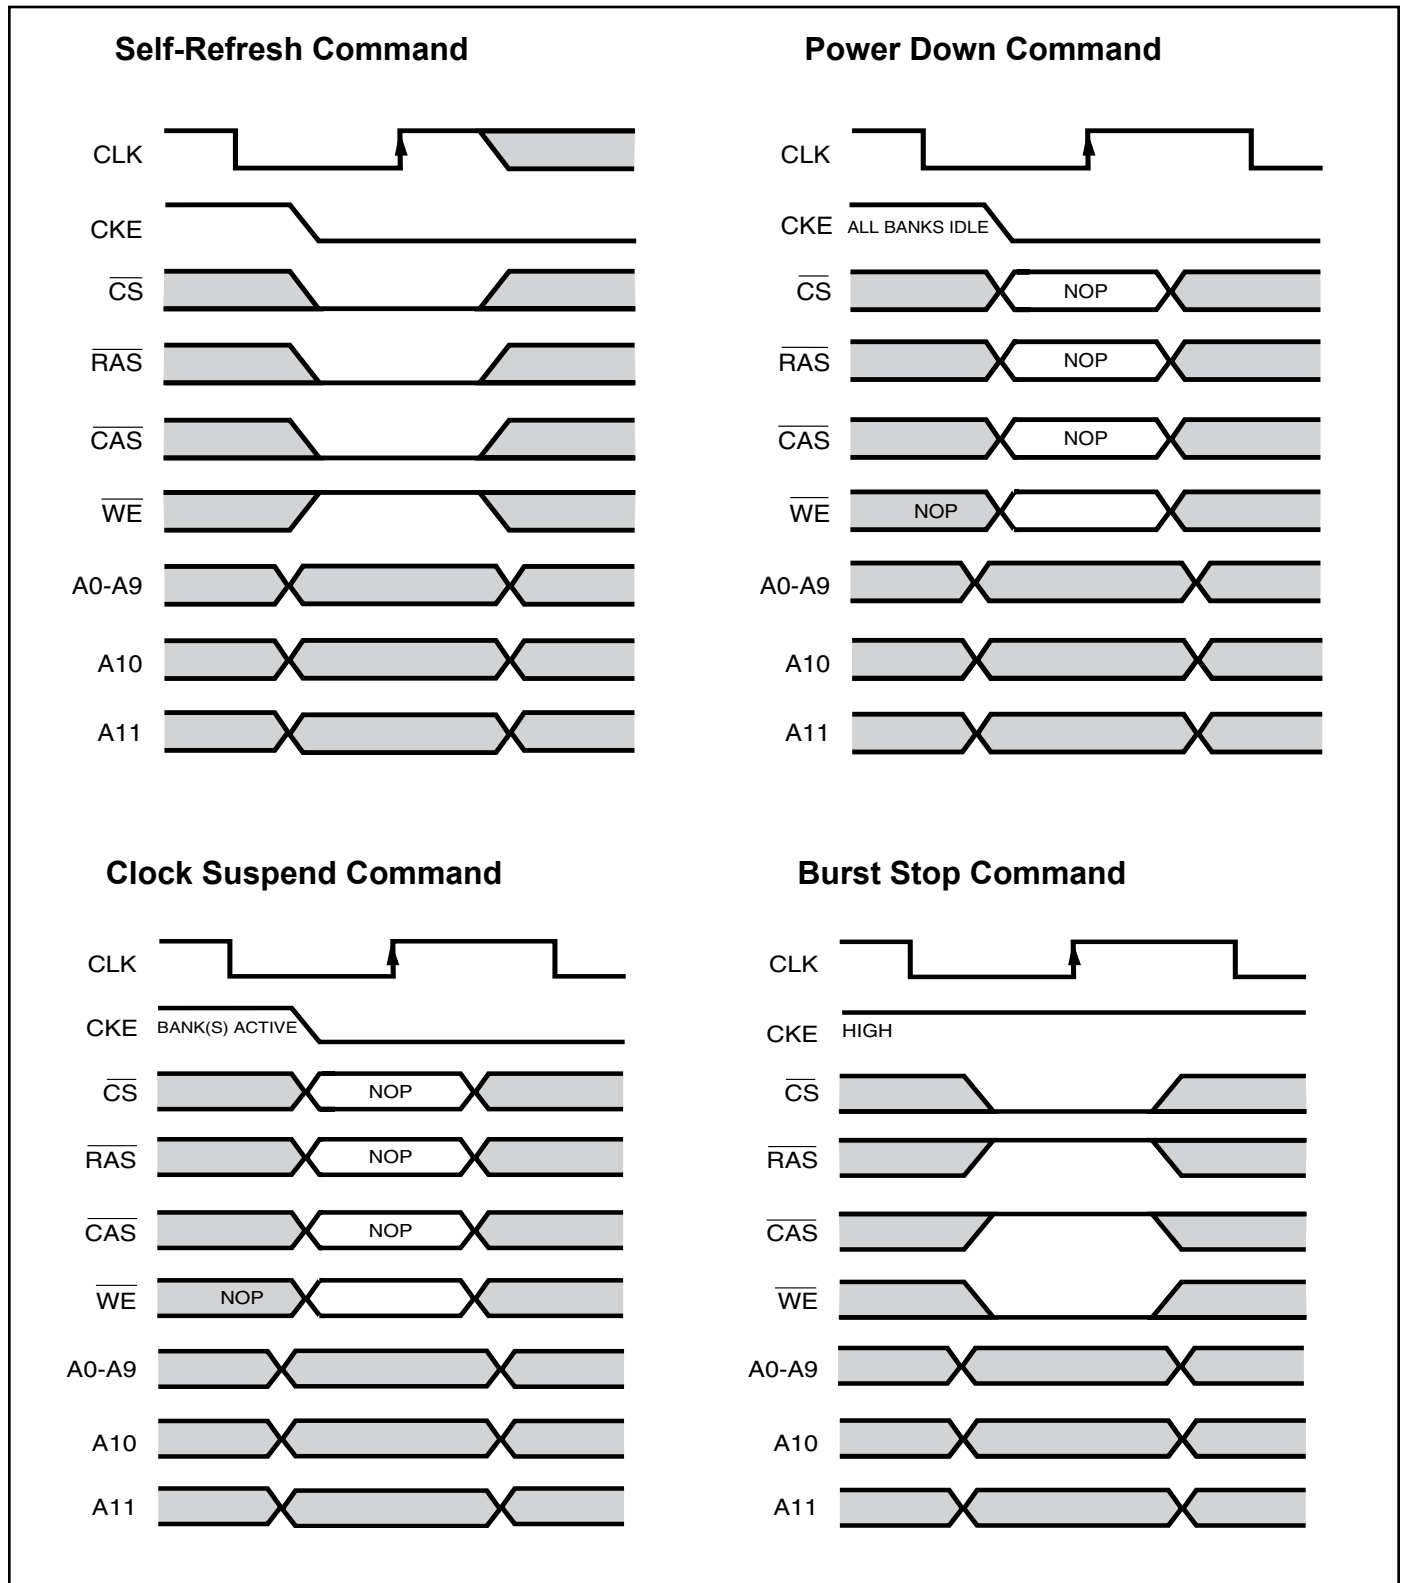 Self-Refresh Command
CLK
CKE
CS
RAS
CAS
WE
A0-A9
A10
A11
Power Down Command
CLK
CKE ALL BANKS IDLE
CS NOP
RAS NOP
CAS NOP
WE NOP
A0-A9
A10
A11
Clock Suspend Command
CLK
CKE BANK(S) ACTIVE
CS NOP
RAS NOP
CAS NOP
WE NOP
A0-A9
A10
A11
Burst Stop Command
CLK
CKE HIGH
CS
RAS
CAS
WE
A0-A9
A10
A11